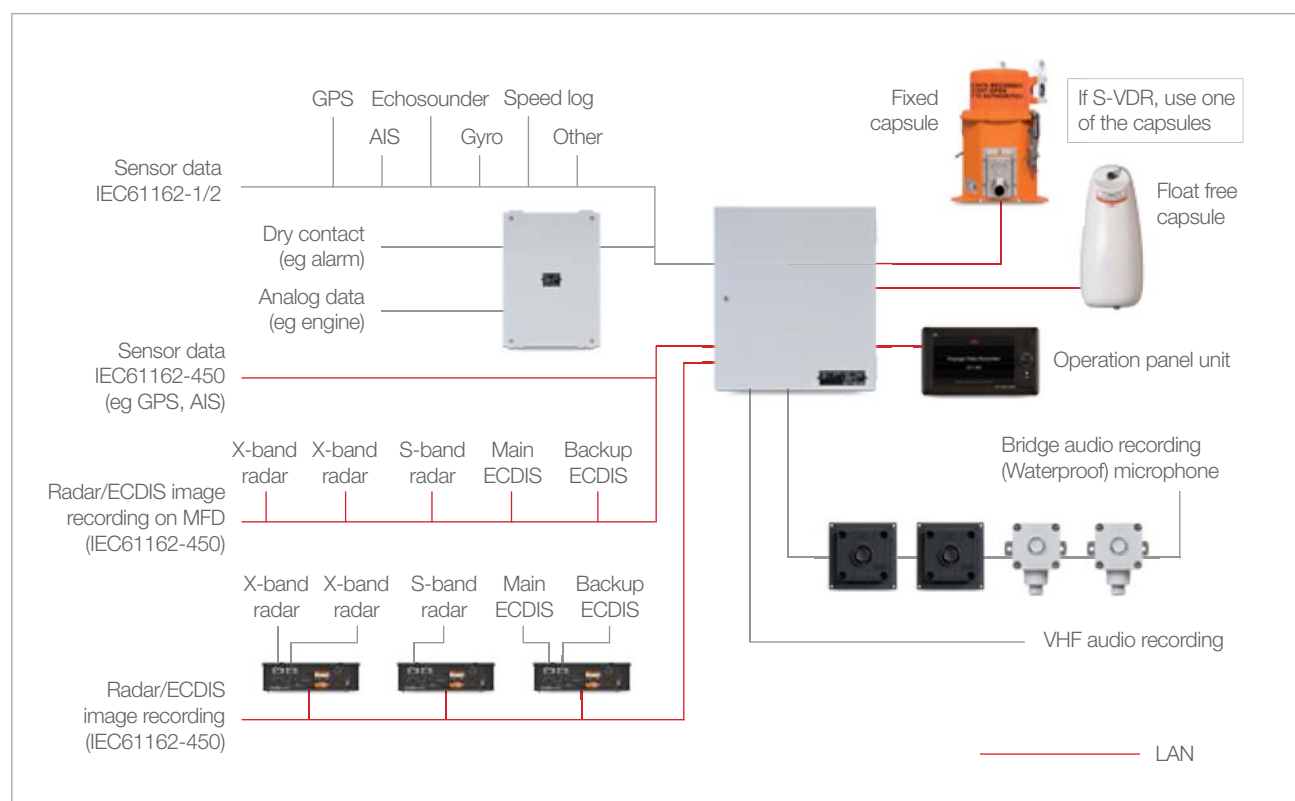 GPS
Echosounder
Speed log
AIS
Gyro
Other
Sensor data
IEC61162-1/2
Dry contact
(eg alarm)
Analog data
(eg engine)
Sensor data
IEC61162-450
(eg GPS, AIS)
X-band
radar
X-band
radar
S-band
radar
Main
ECDIS
Backup
ECDIS
Radar/ECDIS image
recording on MFD
(IEC61162-450)
X-band
radar
X-band
radar
S-band
radar
Main
ECDIS
Backup
ECDIS
Radar/ECDIS
image recording
(IEC61162-450)
Fixed
capsule
If S-VDR, use one
of the capsules
Float free
capsule
Operation panel unit
Voyage Data Recorder
Bridge audio recording
(Waterproof) microphone
VHF audio recording
LAN